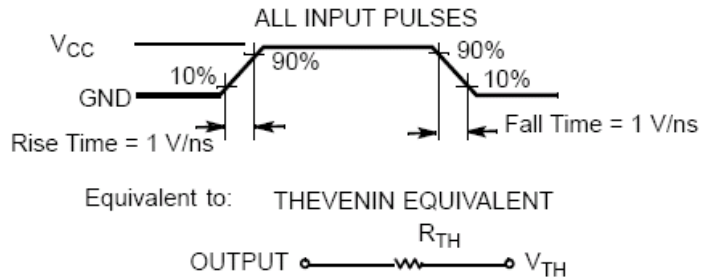 ALL INPUT PULSES
VCC
90%
90%
10%
10%
GND
Rise Time = 1 V/ns
Fall Time = 1 V/ns
Equivalent to:
THEVENIN EQUIVALENT
RTH
OUTPUT
VTH